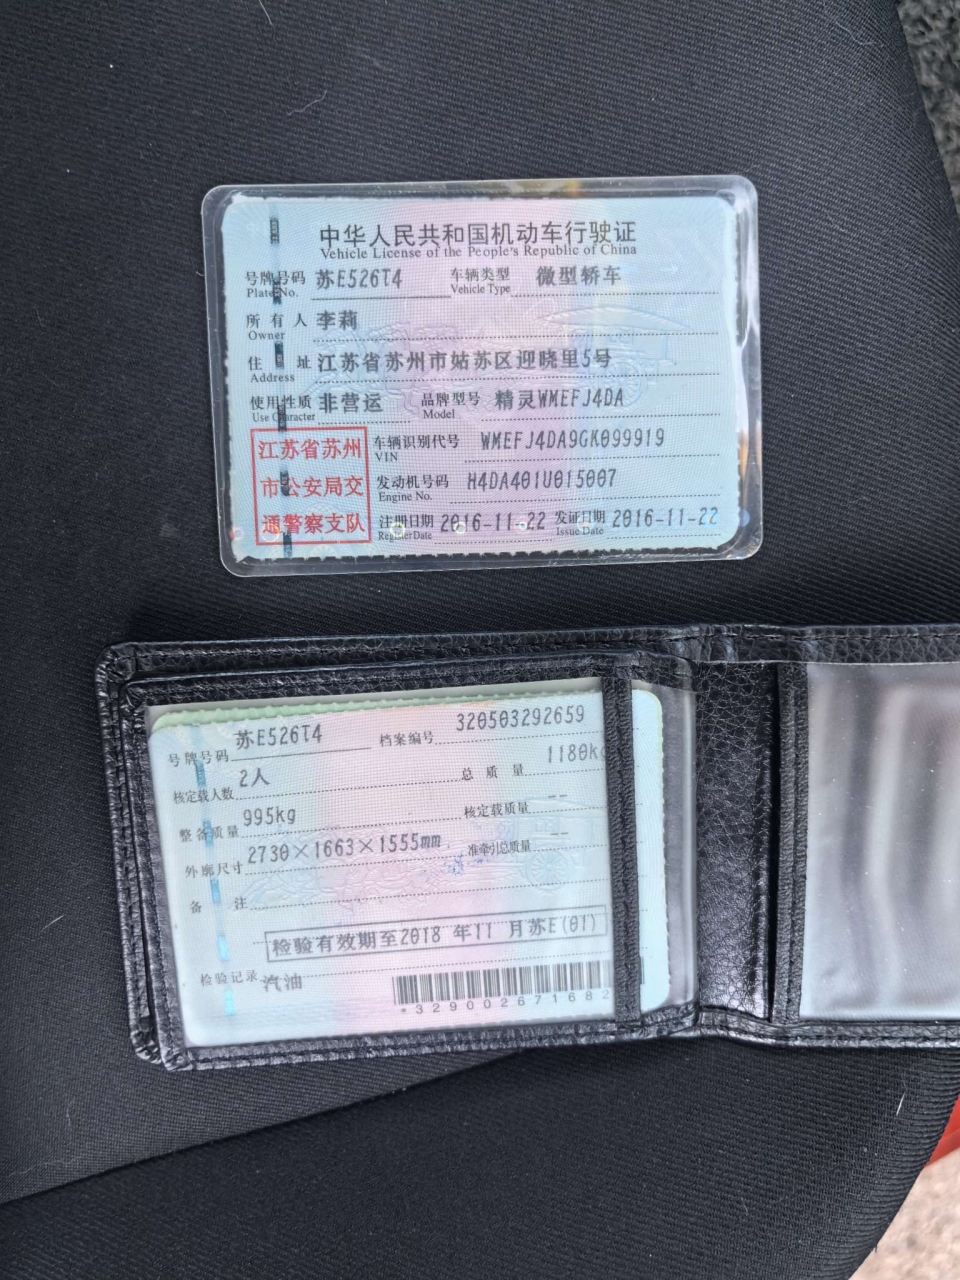 中华人民共和国机动车行驶证
Vehicle License of the People's Republic of China
号牌号码 苏E526T4 车辆类型 微型轿车
Plate No. Vehicle Type
所有人 李莉
Owner
住址 江苏省苏州市姑苏区迎晓里5号
Address
使用性质 非营运 品牌型号 精灵WMEFJ4DA
Use Character Model
江苏省苏州
市公安局交
通警察支队
车辆识别代号 WMEFJ4DA9GK099919
VIN
发动机号码 H4DA401U015007
Engine No.
注册日期 2016-11-22 发证日期 2016-11-22
Register Date Issue Date
号牌号码 苏E526T4 档案编号 320503292659
核定载人数 2人 总质量 1180kg
整备质量 995kg 核定载质量 --
外廓尺寸 2730×1663×1555mm 准牵引总质量 --
备注
检验有效期至2018 年11 月苏E(01)
检验记录 汽油
*329002671682